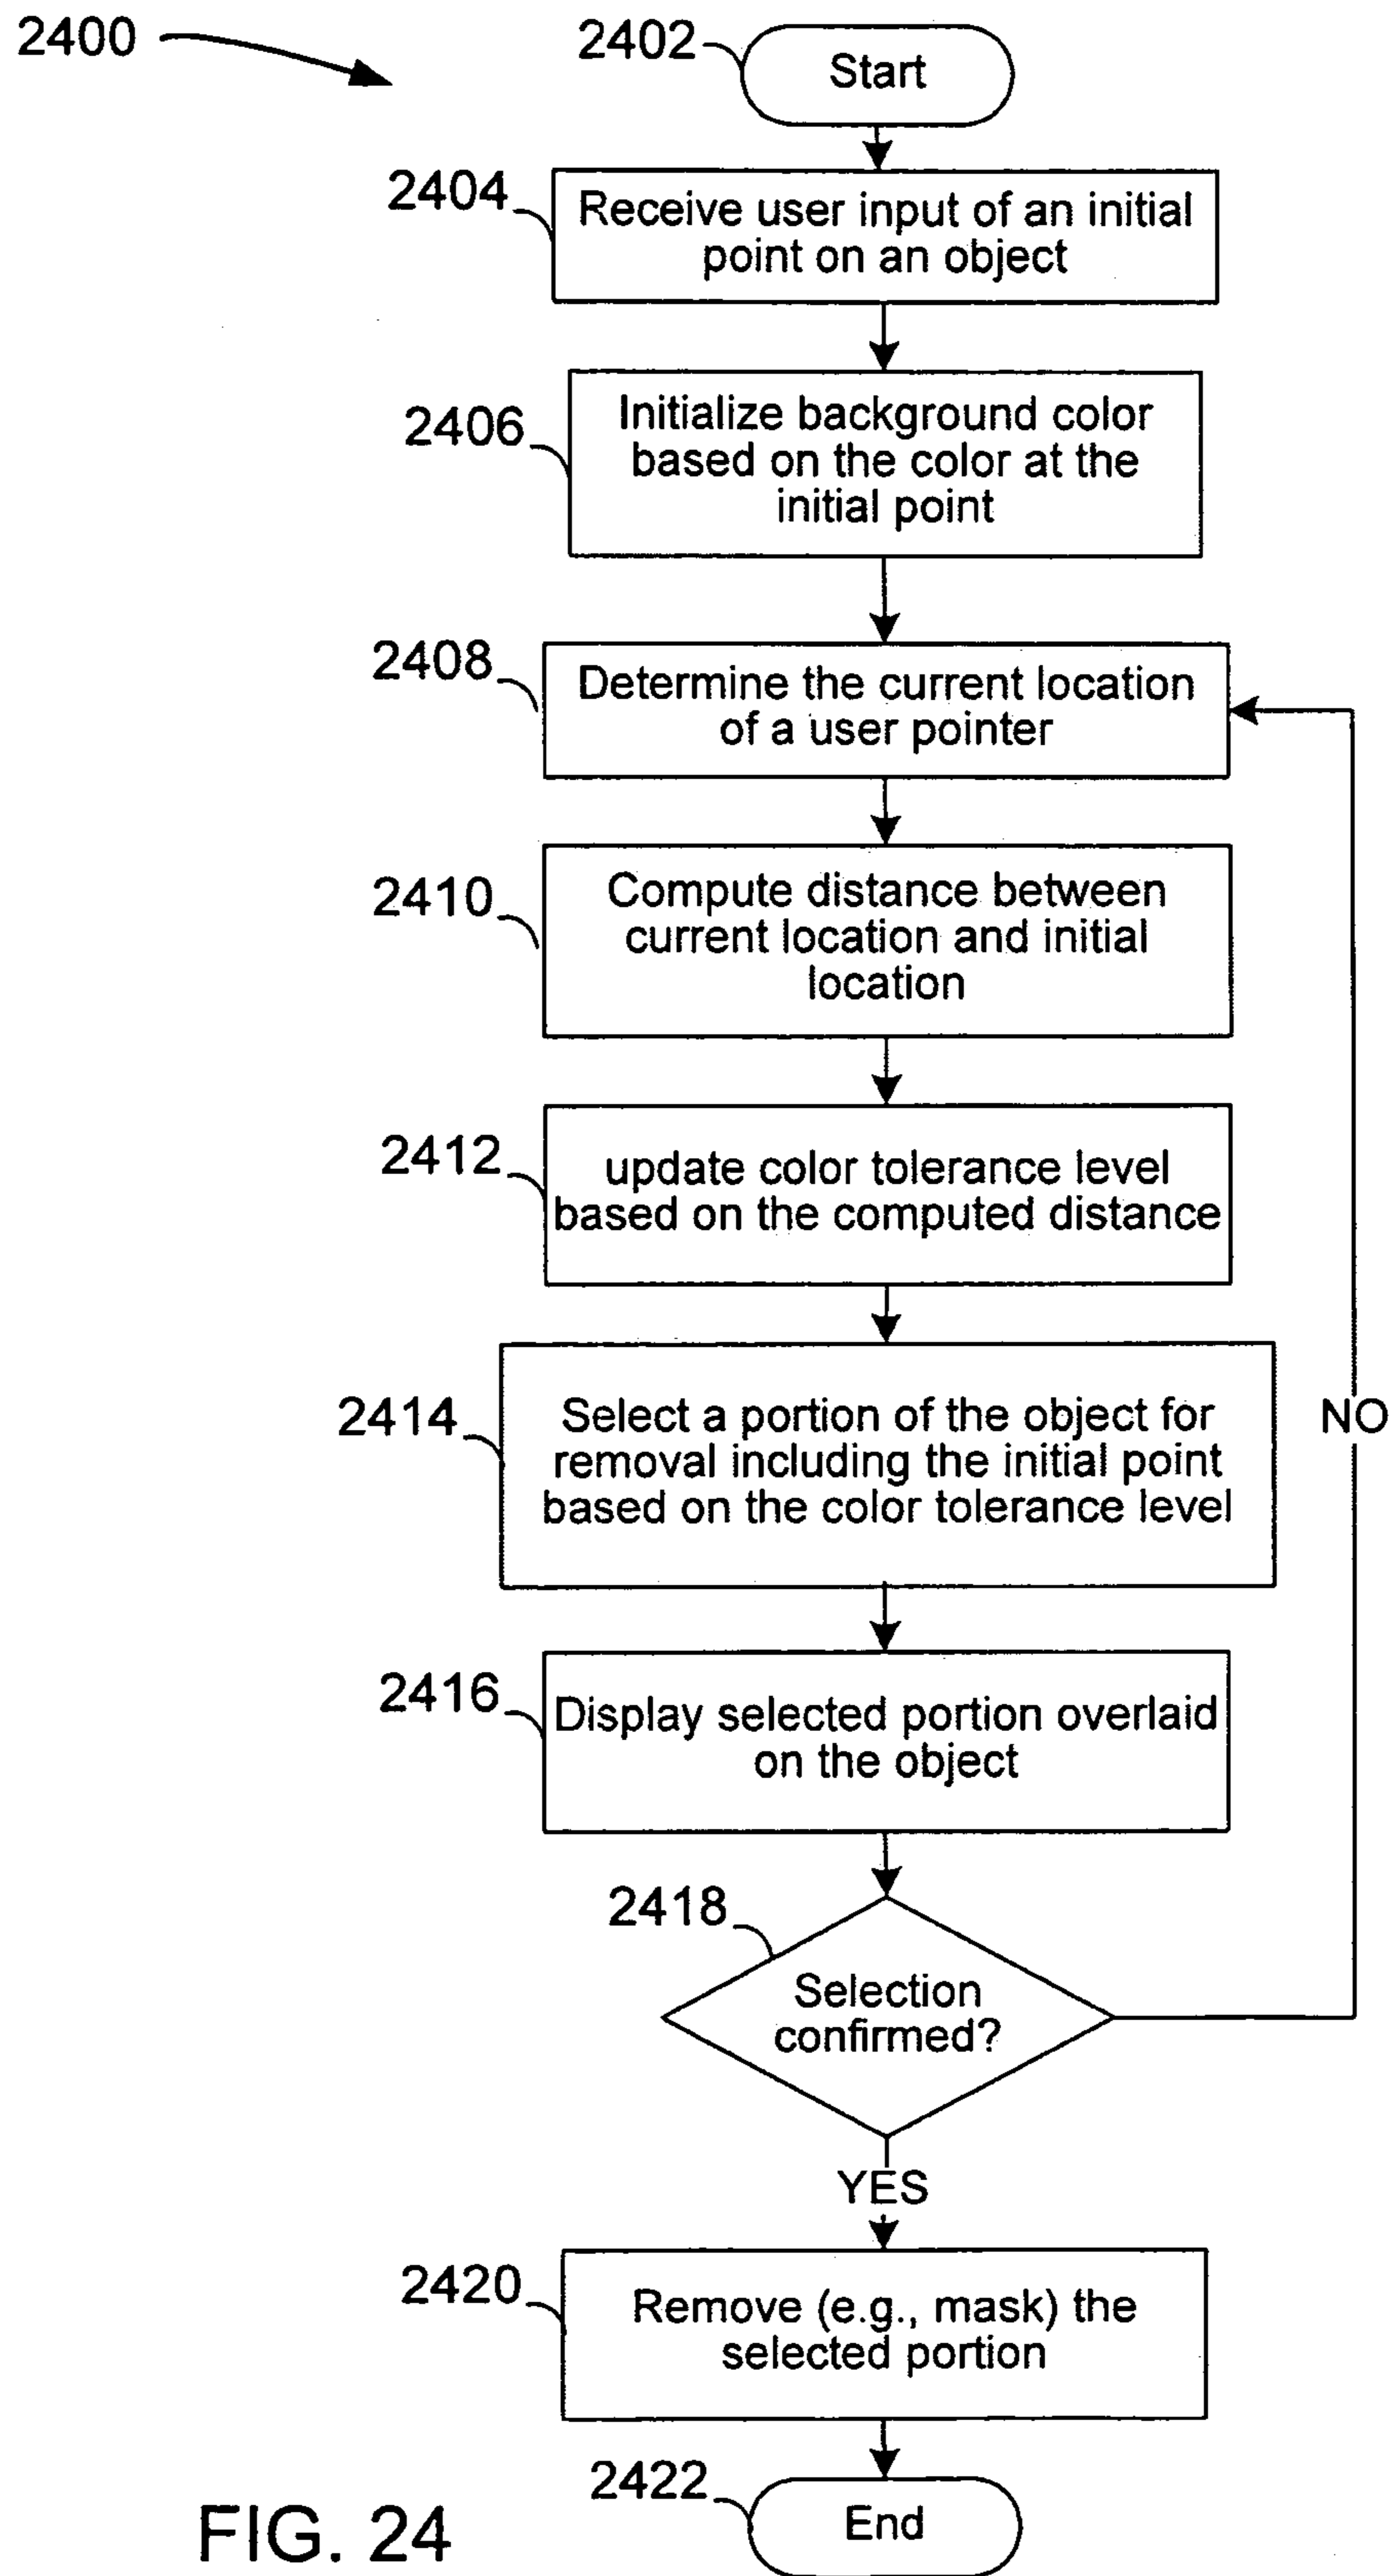 2400
2402
Start
2404
Receive user input of an initial
point on an object
2406
Initialize background color
based on the color at the
initial point
2408
Determine the current location
of a user pointer
2410
Compute distance between
current location and initial
location
2412
update color tolerance level
based on the computed distance
2414
Select a portion of the object for
removal including the initial point
based on the color tolerance level
NO
2416
Display selected portion overlaid
on the object
2418
Selection
confirmed?
YES
2420
Remove (e.g., mask) the
selected portion
2422
End
FIG. 24